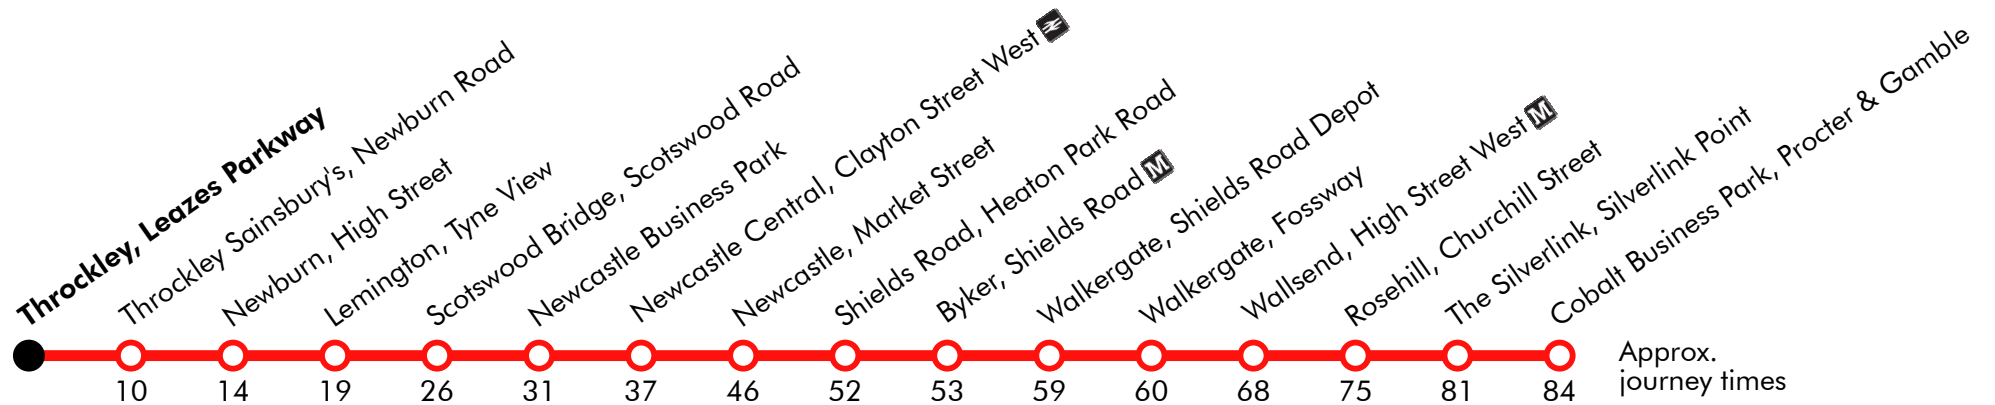 Throckley, Leazes Parkway
Throckley Sainsbury's, Newburn Road
Newburn, High Street
Lemington, Tyne View
Scotswood Bridge, Scotswood Road
Newcastle Business Park
Newcastle Central, Clayton Street West
Newcastle, Market Street
Shields Road, Heaton Park Road
Byker, Shields Road M
Walkergate, Shields Road Depot
Walkergate, Fossway
Wallsend, High Street West M
Rosehill, Churchill Street
The Silverlink, Silverlink Point
Cobalt Business Park, Procter & Gamble
10 14 19 26 31 37 46 52 53 59 60 68 75 81 84
Approx.
journey times